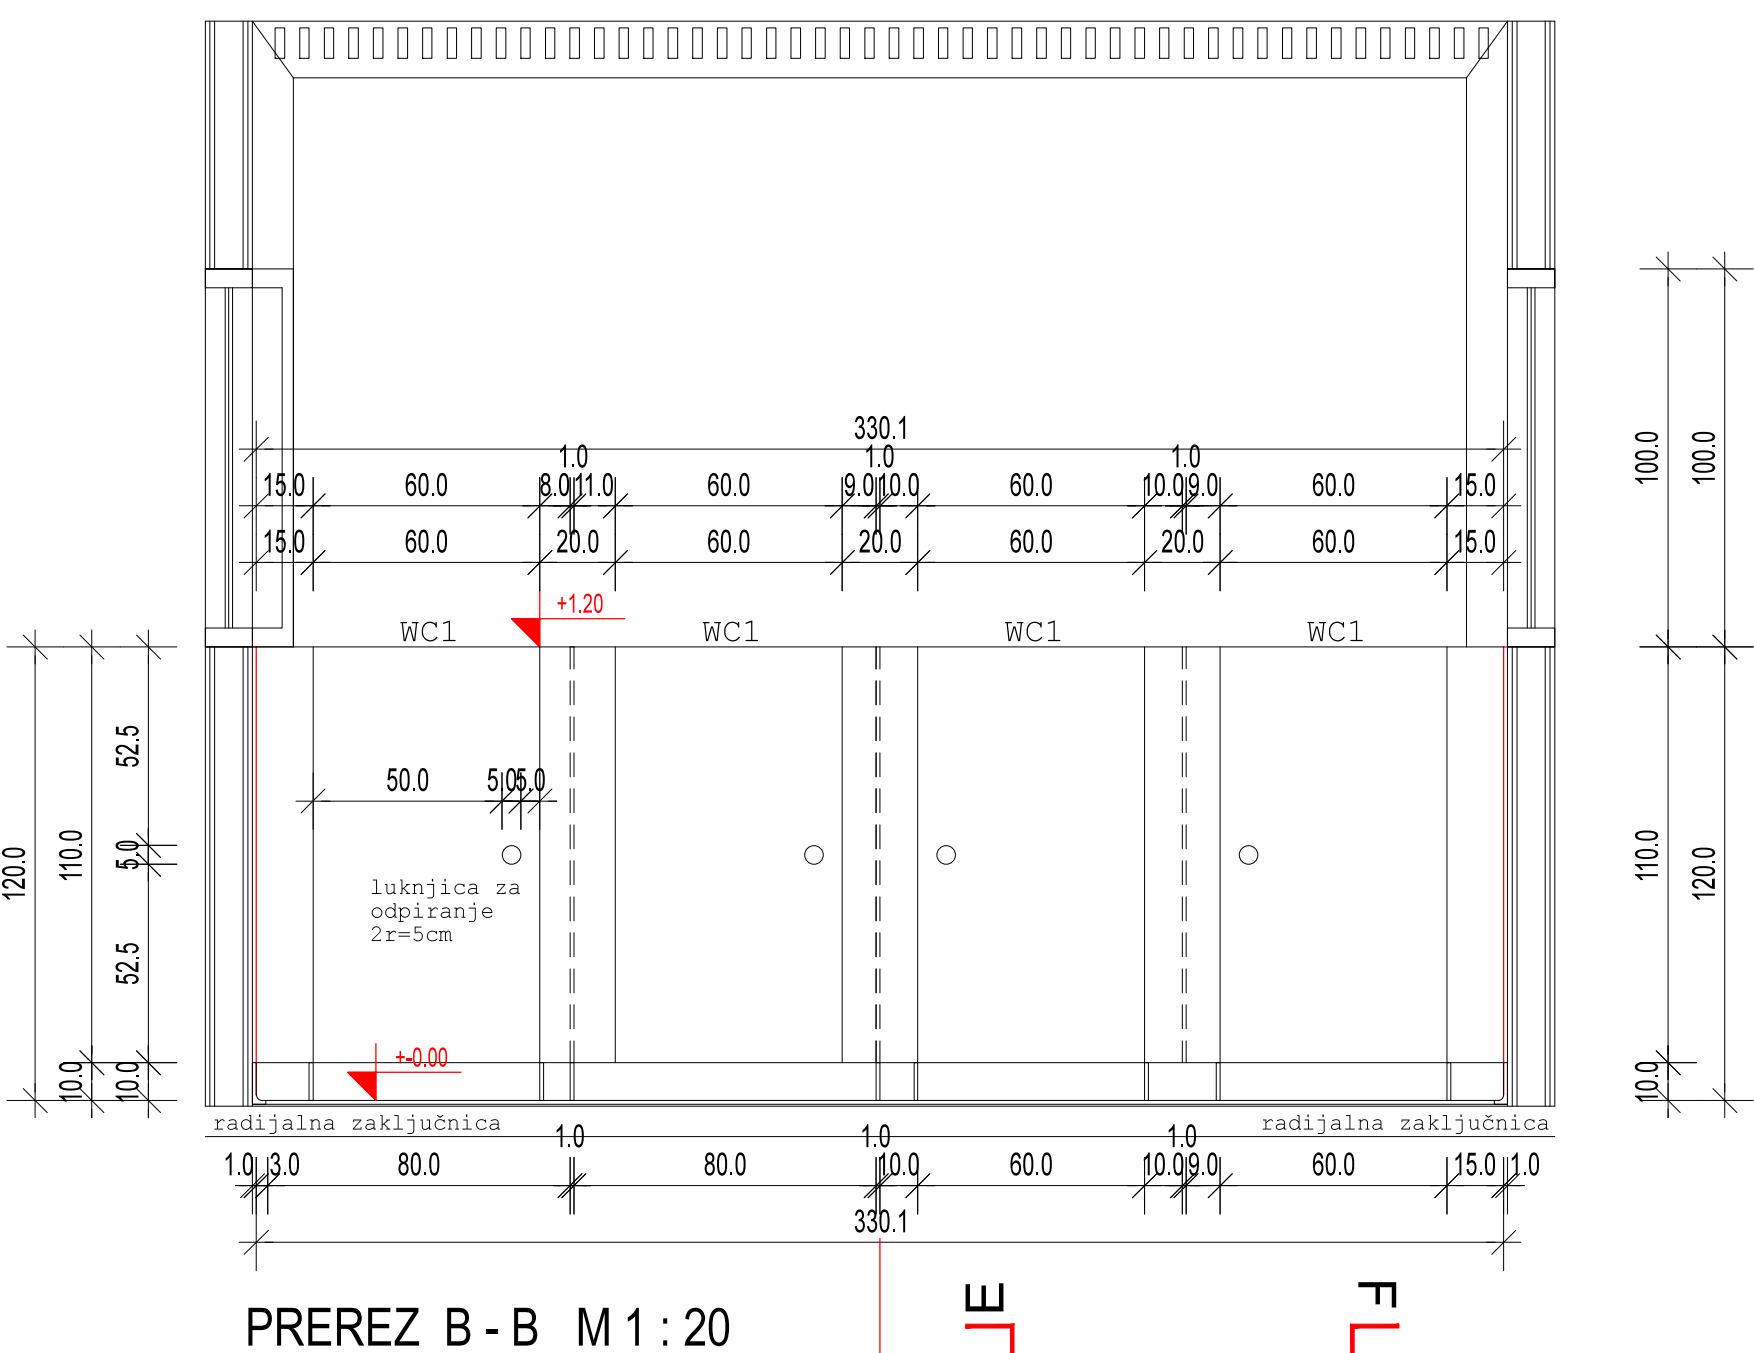 330.1
1.0 1.0 1.0
15.0 60.0 8.0 11.0 60.0 9.0 10.0 60.0 10.0 9.0 60.0 15.0
15.0 60.0 20.0 60.0 20.0 60.0 20.0 60.0 15.0
100.0 100.0
+1.20
WC1 WC1 WC1 WC1
50.0 5.0 5.0
120.0 110.0 10.0
52.5 5.0 52.5 10.0
110.0 10.0 120.0
luknjica za
odpiranje
2r=5cm
+-0.00
radijalna zaključnica radijalna zaključnica
1.0 1.0 1.0
1.0 3.0 80.0 80.0 10.0 60.0 10.0 9.0 60.0 15.0 1.0
330.1
E F
PREREZ B - B M 1 : 20